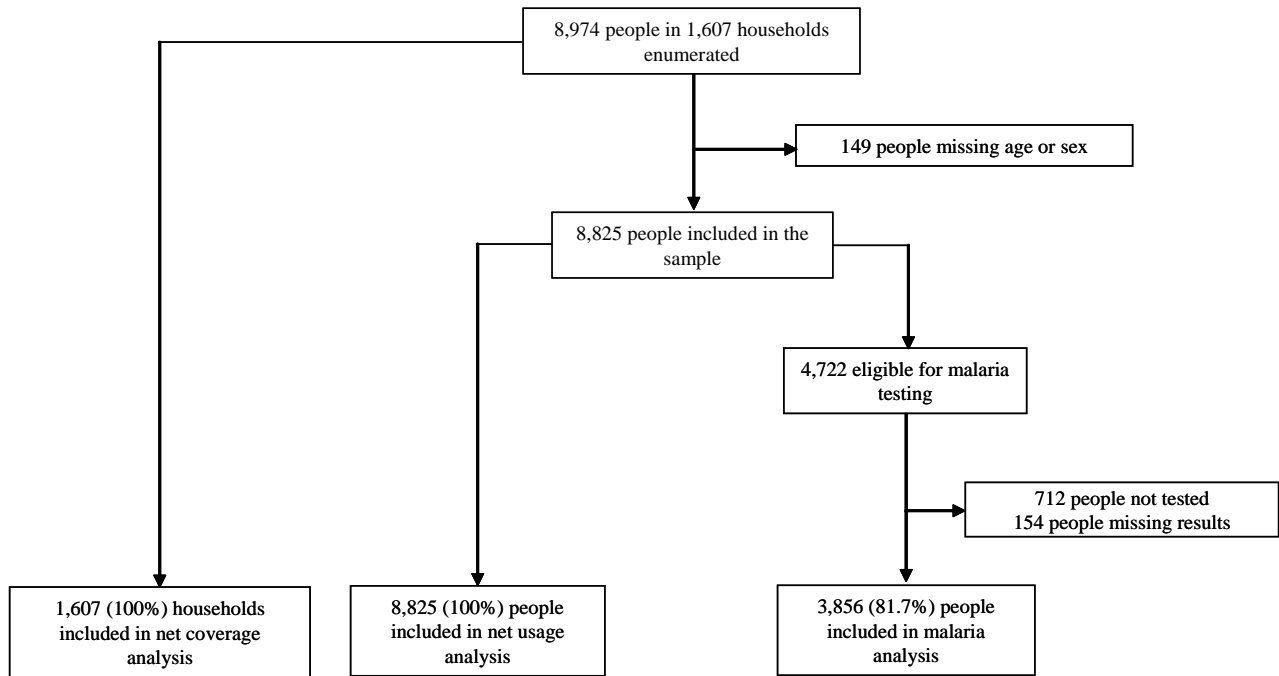 8,974 people in 1,607 households
enumerated
149 people missing age or sex
8,825 people included in the
sample
4,722 eligible for malaria
testing
712 people not tested
154 people missing results
1,607 (100%) households
included in net coverage
analysis
8,825 (100%) people
included in net usage
analysis
3,856 (81.7%) people
included in malaria
analysis